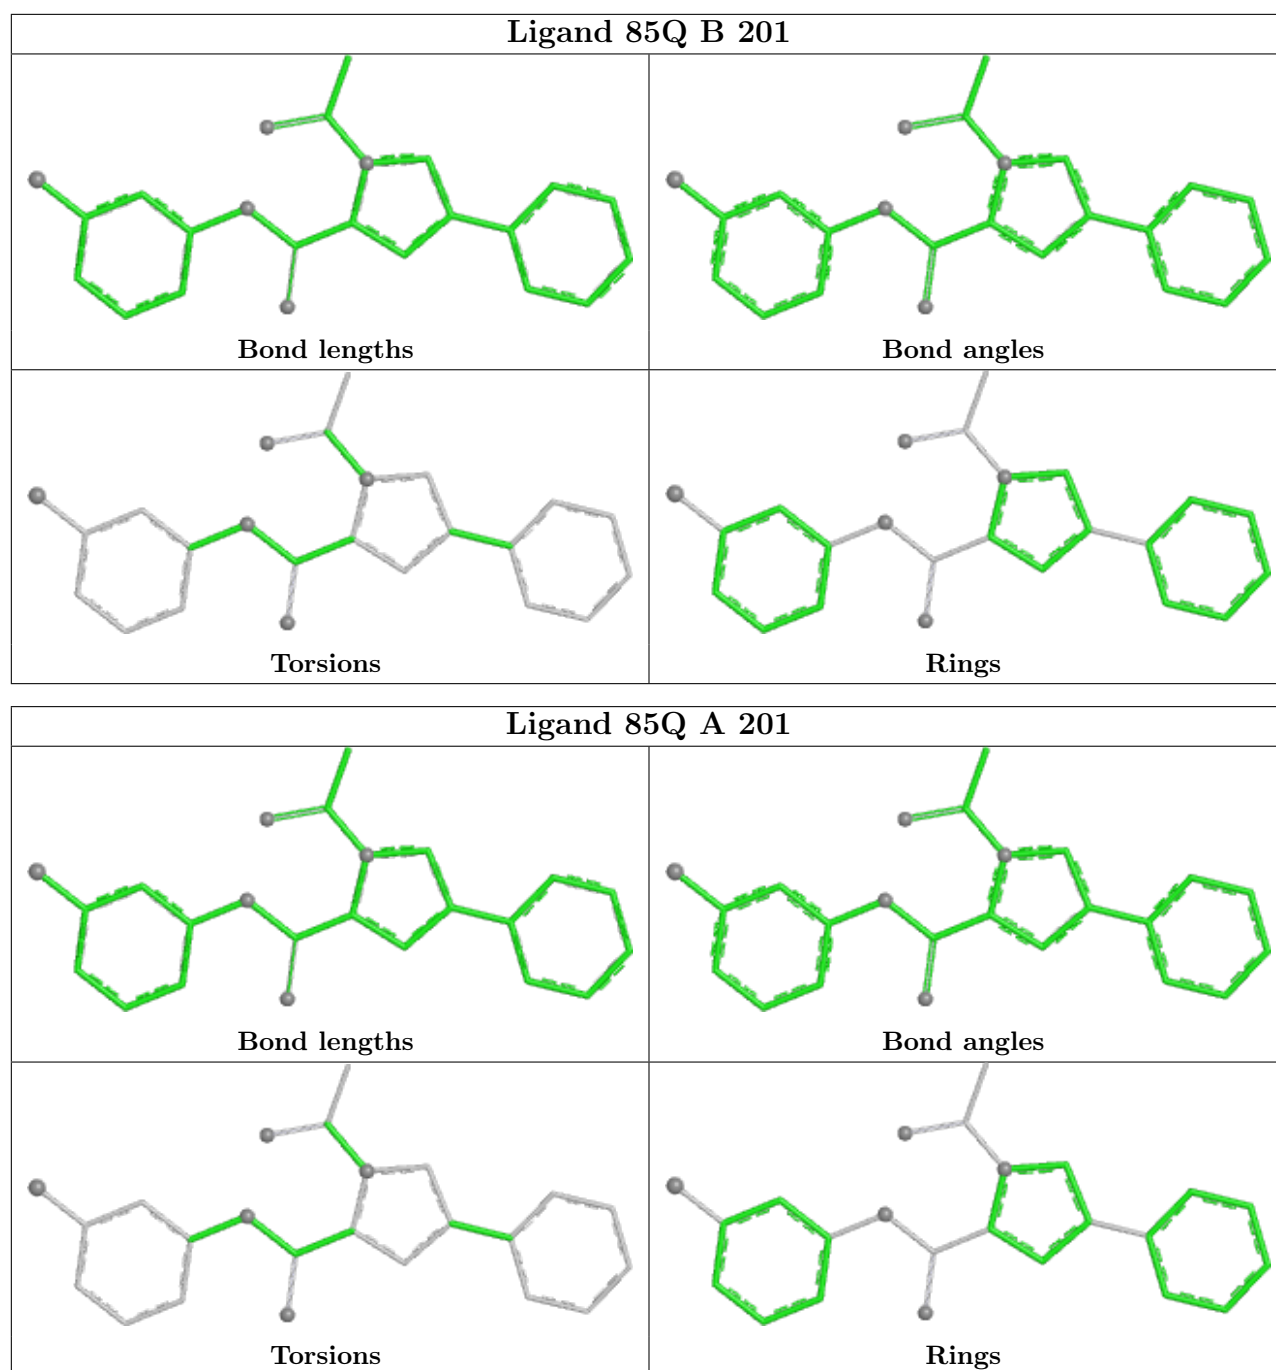 Ligand 85Q B 201
Bond lengths
Bond angles
Torsions
Rings
Ligand 85Q A 201
Bond lengths
Bond angles
Torsions
Rings